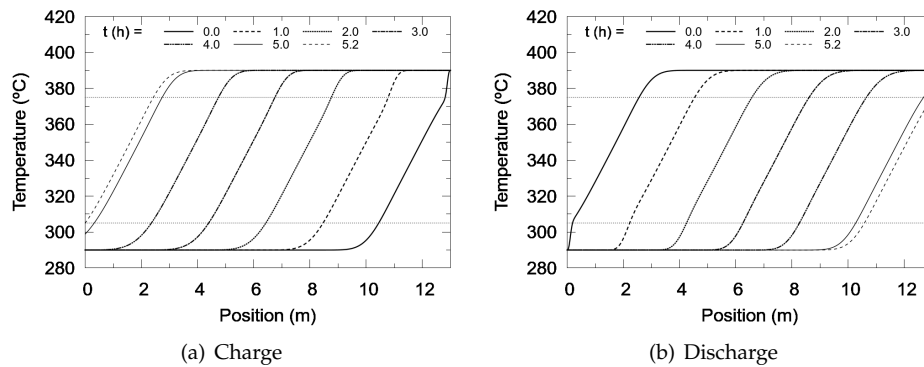 t (h) = 0.0 1.0 2.0 3.0
4.0 5.0 5.2
420
400
380
360
340
320
300
280
Temperature (ºC)
0 2 4 6 8 10 12
Position (m)
(a) Charge
t (h) = 0.0 1.0 2.0 3.0
4.0 5.0 5.2
420
400
380
360
340
320
300
280
Temperature (ºC)
0 2 4 6 8 10 12
Position (m)
(b) Discharge